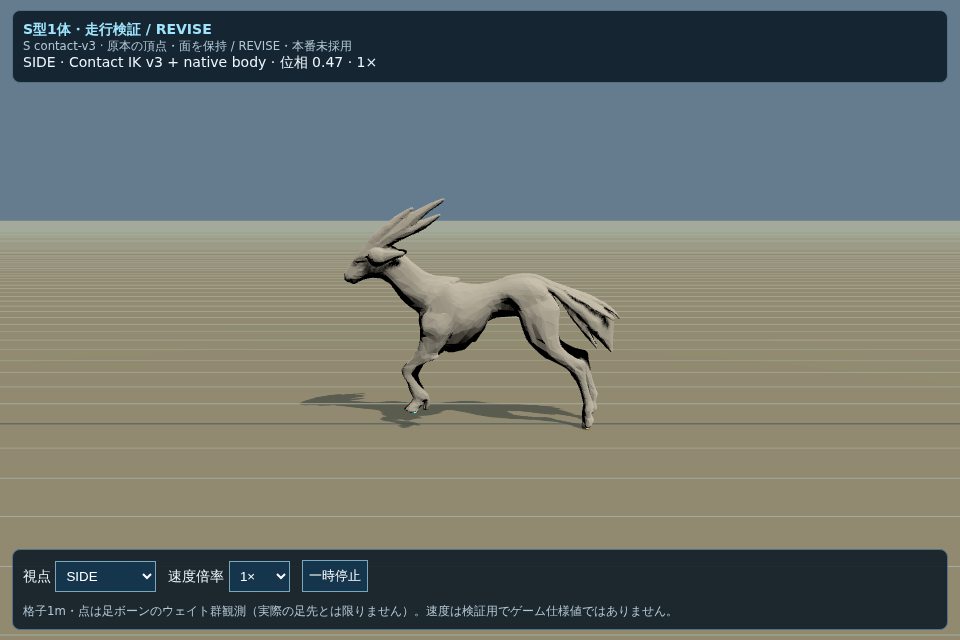 S型1体・走行検証 / REVISE
S contact-v3 · 原本の頂点・面を保持 / REVISE・本番未採用
SIDE · Contact IK v3 + native body · 位相 0.47 · 1×
視点 SIDE 速度倍率 1× 一時停止
格子1m・点は足ボーンのウェイト群観測（実際の足先とは限りません）。速度は検証用でゲーム仕様値ではありません。